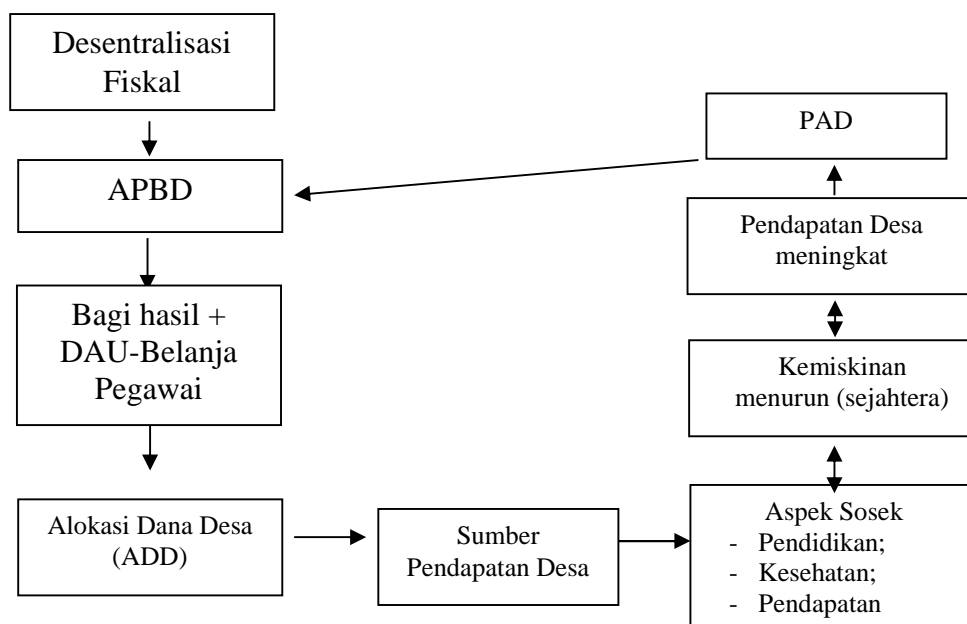 Desentralisasi
Fiskal
APBD
Bagi hasil +
DAU-Belanja
Pegawai
Alokasi Dana Desa
(ADD)
Sumber
Pendapatan Desa
Aspek Sosek
- Pendidikan;
- Kesehatan;
- Pendapatan
Kemiskinan
menurun (sejahtera)
Pendapatan Desa
meningkat
PAD